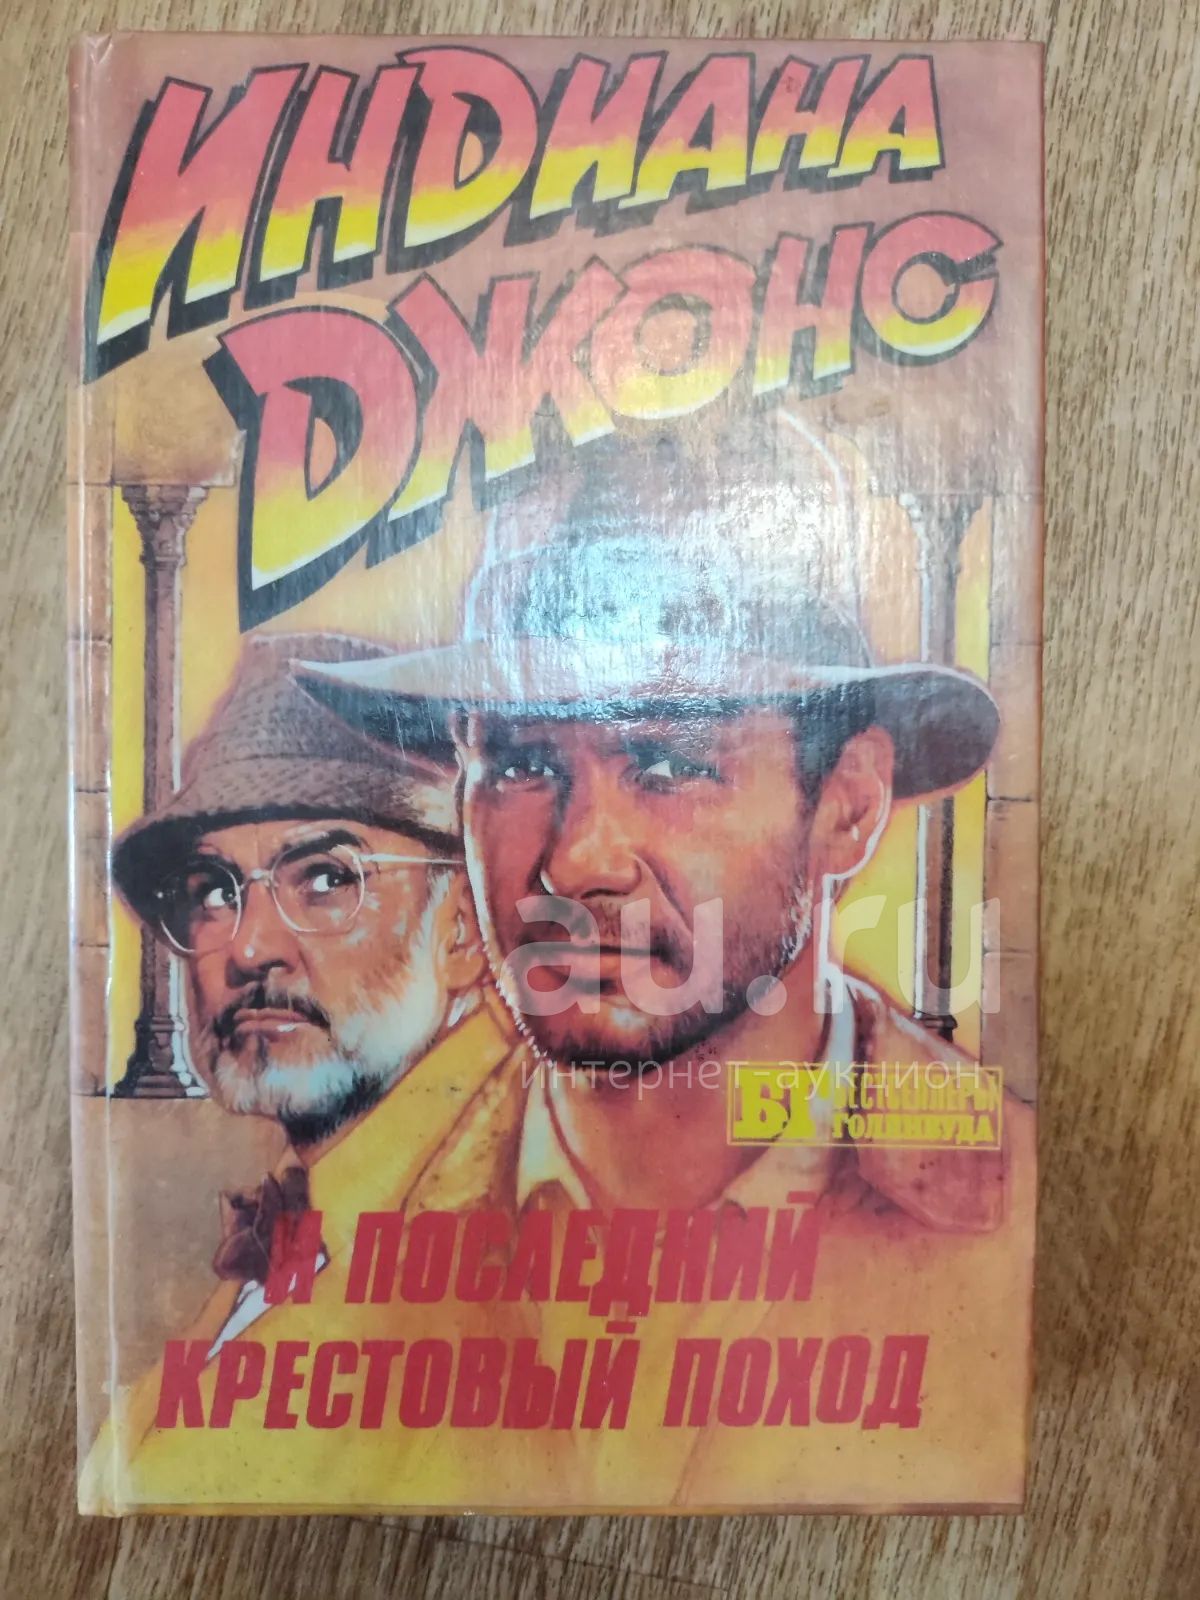 ИНДИАНА
ДЖОНС
au.ru
интернет-аукцион
БГ БЕСТСЕЛЛЕРЫ
ГОЛЛИВУДА
И ПОСЛЕДНИЙ
КРЕСТОВЫЙ ПОХОД